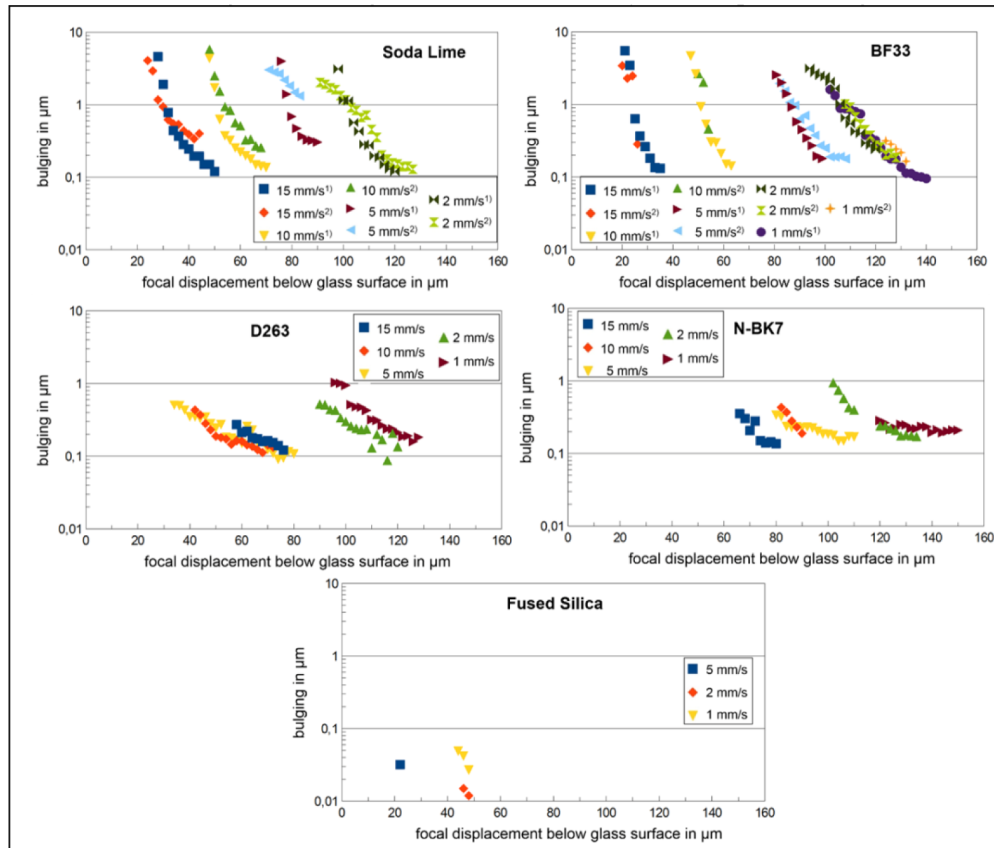 Soda Lime
bulging in µm
10
1
0,1
0,01
15 mm/s1)
15 mm/s2)
10 mm/s1)
10 mm/s2)
5 mm/s1)
5 mm/s2)
2 mm/s1)
2 mm/s2)
0 20 40 60 80 100 120 140 160
focal displacement below glass surface in µm
BF33
bulging in µm
10
1
0,1
0,01
15 mm/s1)
15 mm/s2)
10 mm/s1)
10 mm/s2)
5 mm/s1)
5 mm/s2)
2 mm/s1)
2 mm/s2)
1 mm/s1)
1 mm/s2)
0 20 40 60 80 100 120 140 160
focal displacement below glass surface in µm
D263
bulging in µm
10
1
0,1
0,01
15 mm/s
10 mm/s
5 mm/s
2 mm/s
1 mm/s
0 20 40 60 80 100 120 140 160
focal displacement below glass surface in µm
N-BK7
bulging in µm
10
1
0,1
0,01
15 mm/s
10 mm/s
5 mm/s
2 mm/s
1 mm/s
0 20 40 60 80 100 120 140 160
focal displacement below glass surface in µm
Fused Silica
bulging in µm
10
1
0,1
0,01
5 mm/s
2 mm/s
1 mm/s
0 20 40 60 80 100 120 140 160
focal displacement below glass surface in µm